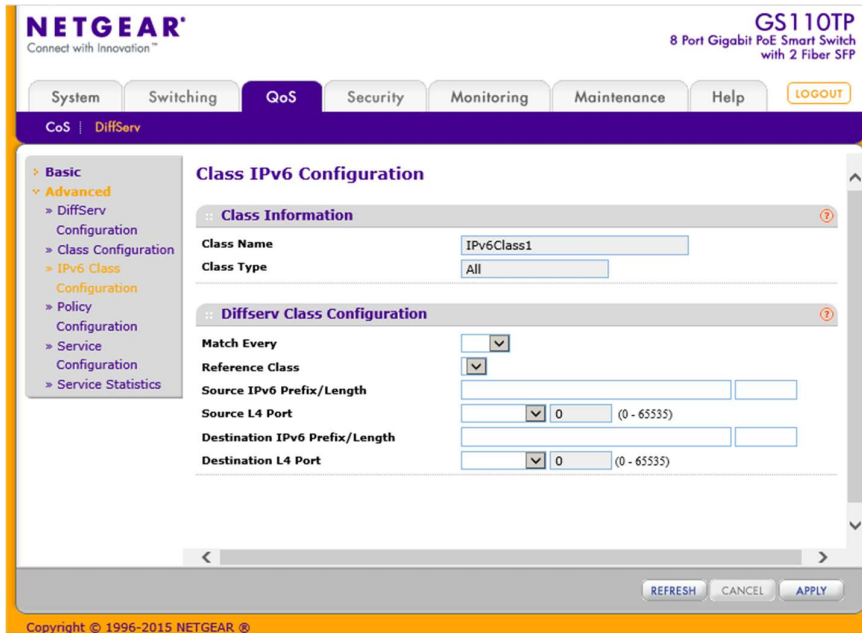 NETGEAR®
Connect with Innovation™
GS110TP
8 Port Gigabit PoE Smart Switch
with 2 Fiber SFP
System Switching QoS Security Monitoring Maintenance Help LOGOUT
CoS | DiffServ
Basic
Advanced
» DiffServ
Configuration
» Class Configuration
» IPv6 Class
Configuration
» Policy
Configuration
» Service
Configuration
» Service Statistics
Class IPv6 Configuration
Class Information ?
Class Name IPv6Class1
Class Type All
Diffserv Class Configuration ?
Match Every
Reference Class
Source IPv6 Prefix/Length
Source L4 Port 0 (0 - 65535)
Destination IPv6 Prefix/Length
Destination L4 Port 0 (0 - 65535)
REFRESH CANCEL APPLY
Copyright © 1996-2015 NETGEAR ®